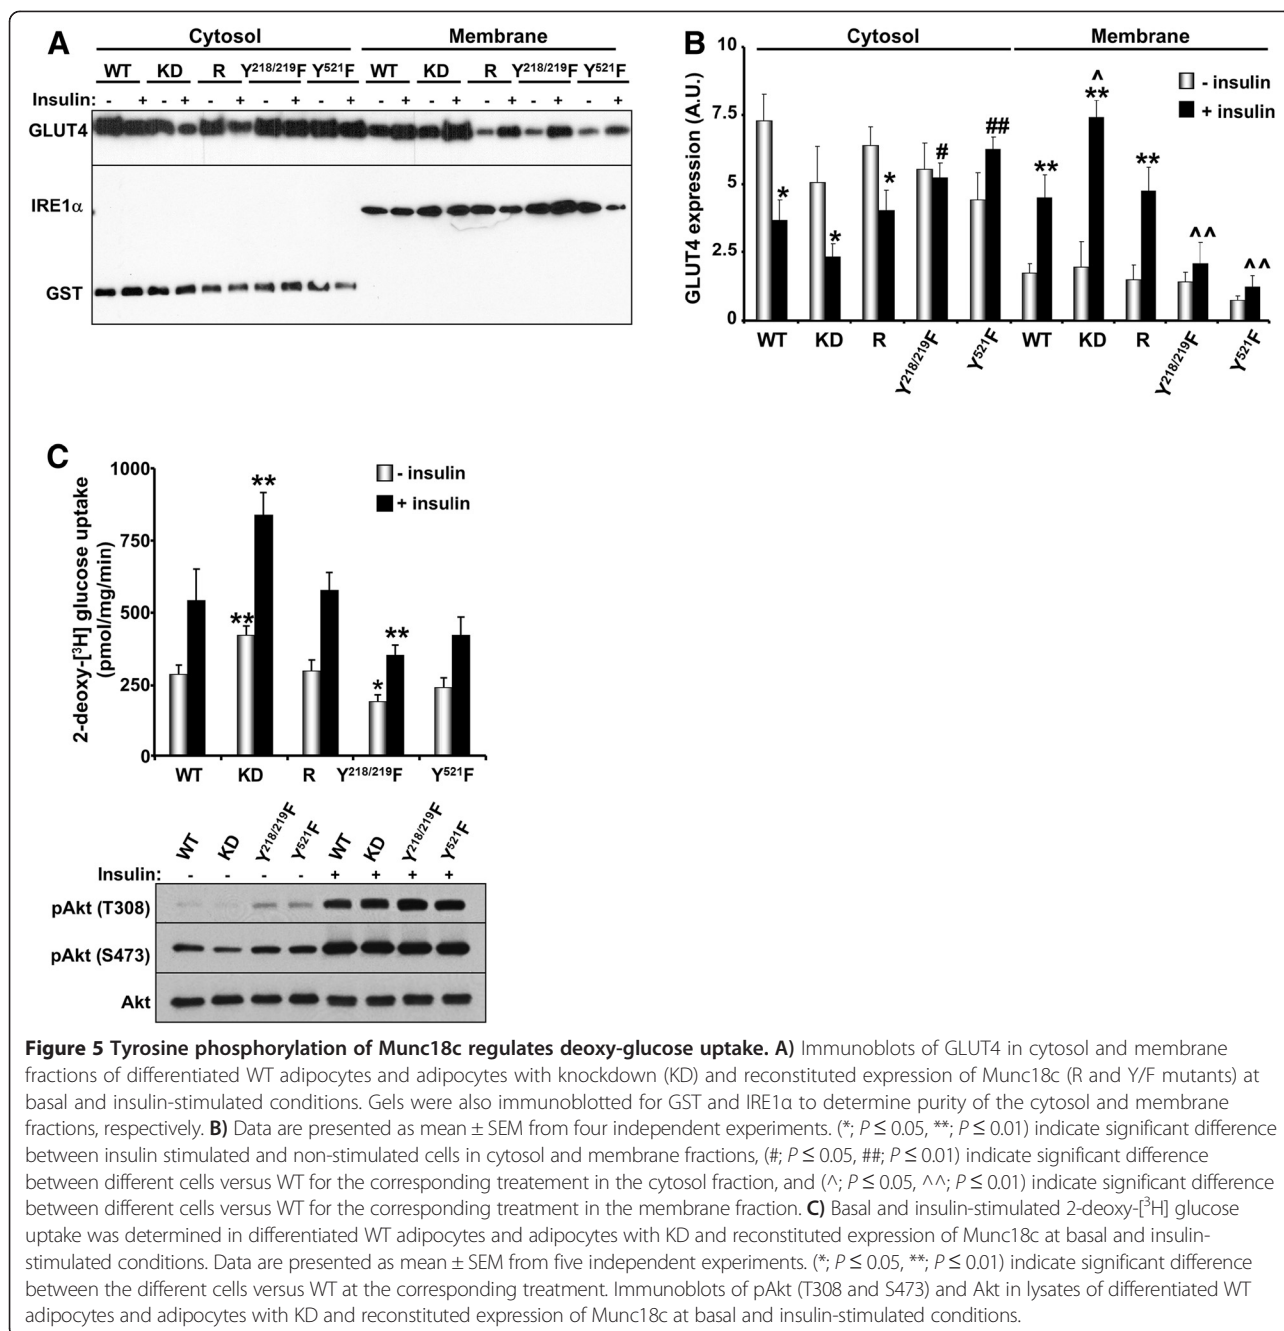 A
Cytosol Membrane
WT KD R Y218/219F Y521F WT KD R Y218/219F Y521F
Insulin: - + - + - + - + - + - + - + - + - + - +
GLUT4
IRE1α
GST
B
Cytosol Membrane
10
7.5
5
2.5
0
GLUT4 expression (A.U.)
- insulin
+ insulin
* * * # ## ** ^ ** ** ^^ ^^
WT KD R Y218/219F Y521F WT KD R Y218/219F Y521F
C
1000
750
500
250
0
2-deoxy-[3H] glucose uptake
(pmol/mg/min)
- insulin
+ insulin
** ** * **
WT KD R Y218/219F Y521F
WT KD Y218/219F Y521F WT KD Y218/219F Y521F
Insulin: - - - - + + + +
pAkt (T308)
pAkt (S473)
Akt
Figure 5 Tyrosine phosphorylation of Munc18c regulates deoxy-glucose uptake. A) Immunoblots of GLUT4 in cytosol and membrane
fractions of differentiated WT adipocytes and adipocytes with knockdown (KD) and reconstituted expression of Munc18c (R and Y/F mutants) at
basal and insulin-stimulated conditions. Gels were also immunoblotted for GST and IRE1α to determine purity of the cytosol and membrane
fractions, respectively. B) Data are presented as mean ± SEM from four independent experiments. (*; P ≤ 0.05, **; P ≤ 0.01) indicate significant difference
between insulin stimulated and non-stimulated cells in cytosol and membrane fractions, (#; P ≤ 0.05, ##; P ≤ 0.01) indicate significant difference
between different cells versus WT for the corresponding treatement in the cytosol fraction, and (^; P ≤ 0.05, ^^; P ≤ 0.01) indicate significant difference
between different cells versus WT for the corresponding treatment in the membrane fraction. C) Basal and insulin-stimulated 2-deoxy-[3H] glucose
uptake was determined in differentiated WT adipocytes and adipocytes with KD and reconstituted expression of Munc18c at basal and insulin-
stimulated conditions. Data are presented as mean ± SEM from five independent experiments. (*; P ≤ 0.05, **; P ≤ 0.01) indicate significant difference
between the different cells versus WT at the corresponding treatment. Immunoblots of pAkt (T308 and S473) and Akt in lysates of differentiated WT
adipocytes and adipocytes with KD and reconstituted expression of Munc18c at basal and insulin-stimulated conditions.